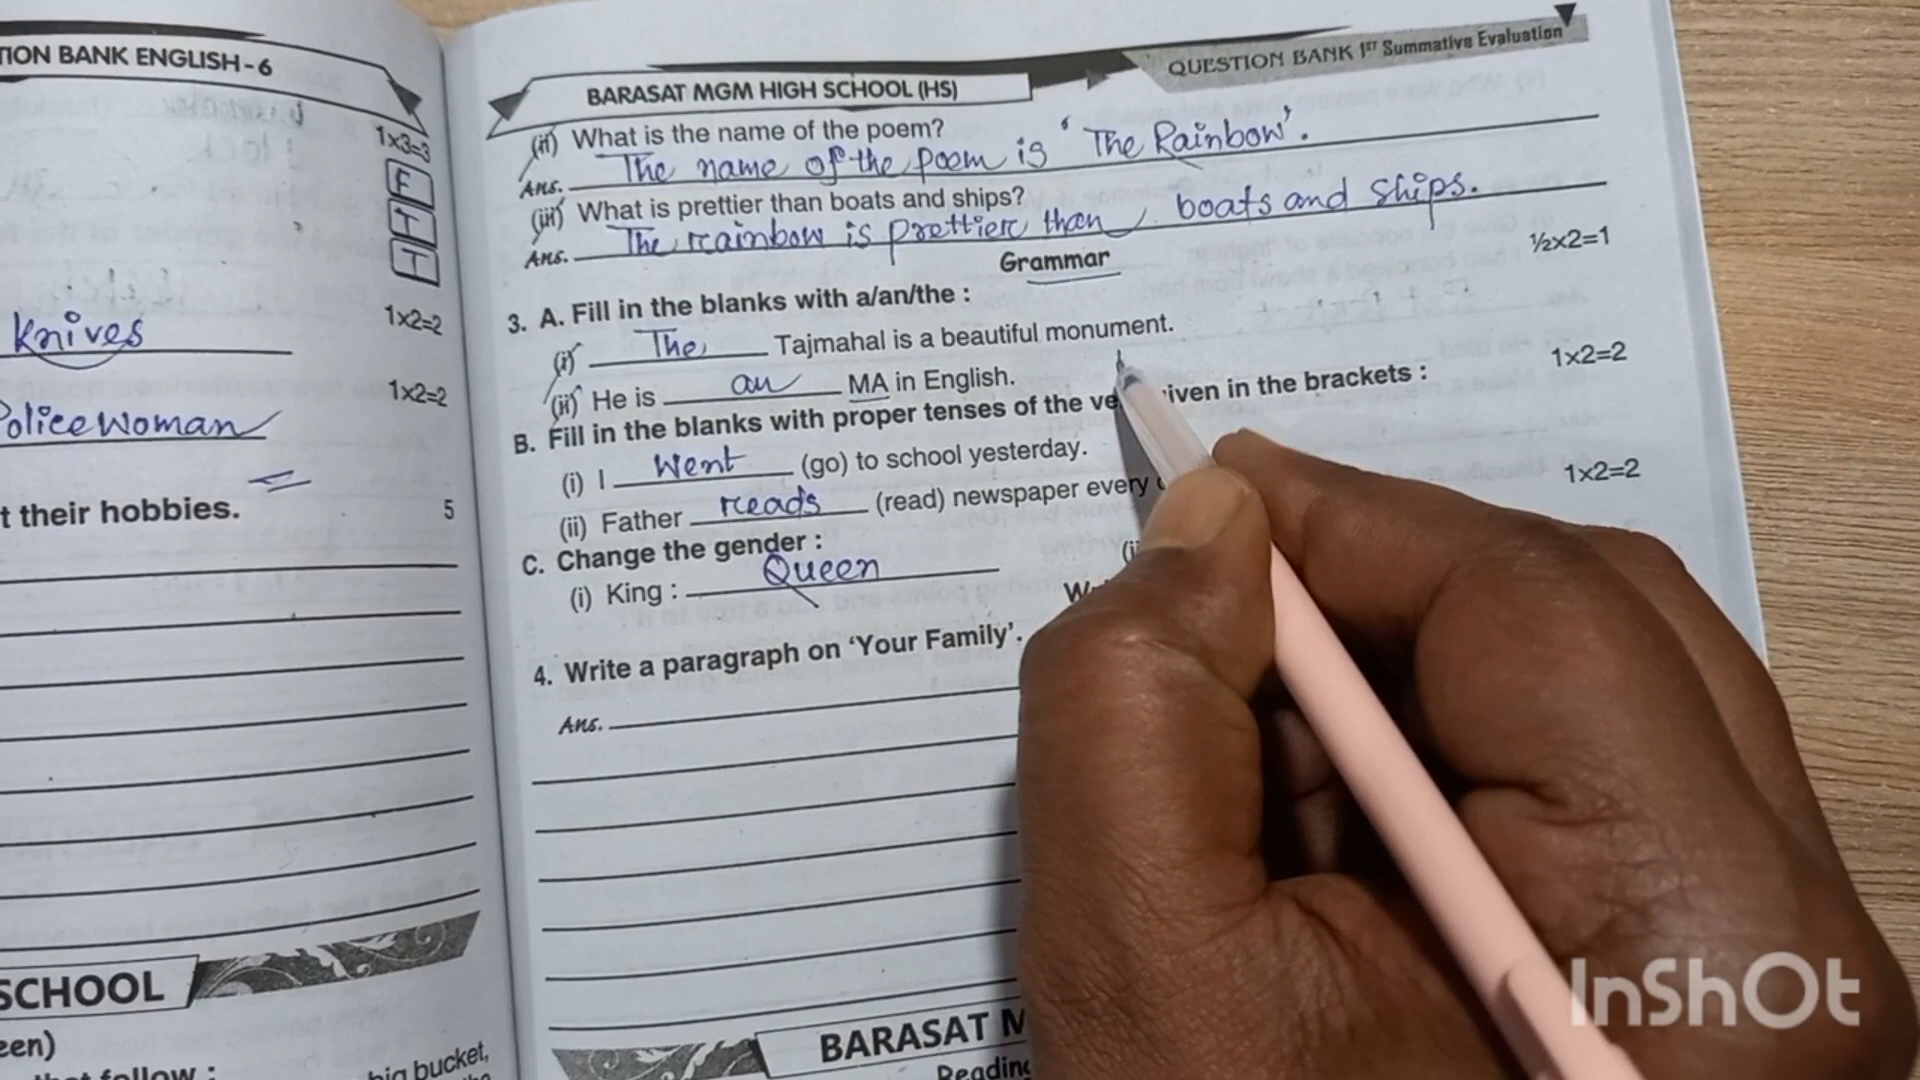 TION BANK ENGLISH - 6
1×3=3
F
T
T
knives
1×2=2
Policewoman
1×2=2
t their hobbies.
5
SCHOOL
een)
that follow :
big bucket,
BARASAT MGM HIGH SCHOOL (HS)
QUESTION BANK 1ST Summative Evaluation
(ii) What is the name of the poem?
Ans. The name of the poem is 'The Rainbow'.
(iii) What is prettier than boats and ships?
Ans. The rainbow is prettier than boats and ships.
Grammar
½×2=1
3. A. Fill in the blanks with a/an/the :
(i) The Tajmahal is a beautiful monument.
(ii) He is an MA in English.
1×2=2
B. Fill in the blanks with proper tenses of the ve given in the brackets :
(i) I went (go) to school yesterday.
(ii) Father reads (read) newspaper every
1×2=2
C. Change the gender :
(i) King : Queen
4. Write a paragraph on 'Your Family'.
Ans.
BARASAT M
Reading
InShOt